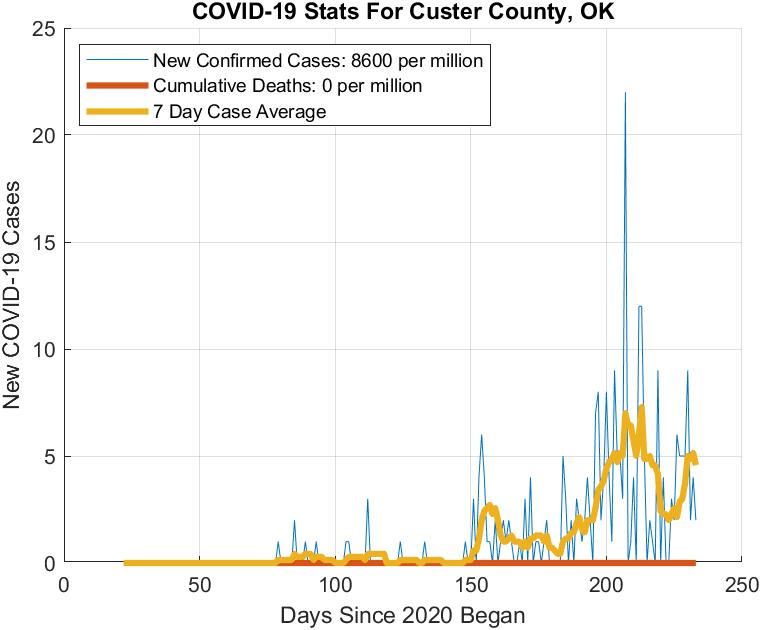 COVID-19 Stats For Custer County, OK
25
New Confirmed Cases: 8600 per million
Cumulative Deaths: 0 per million
7 Day Case Average
20
15
10
5
0
New COVID-19 Cases
0 50 100 150 200 250
Days Since 2020 Began